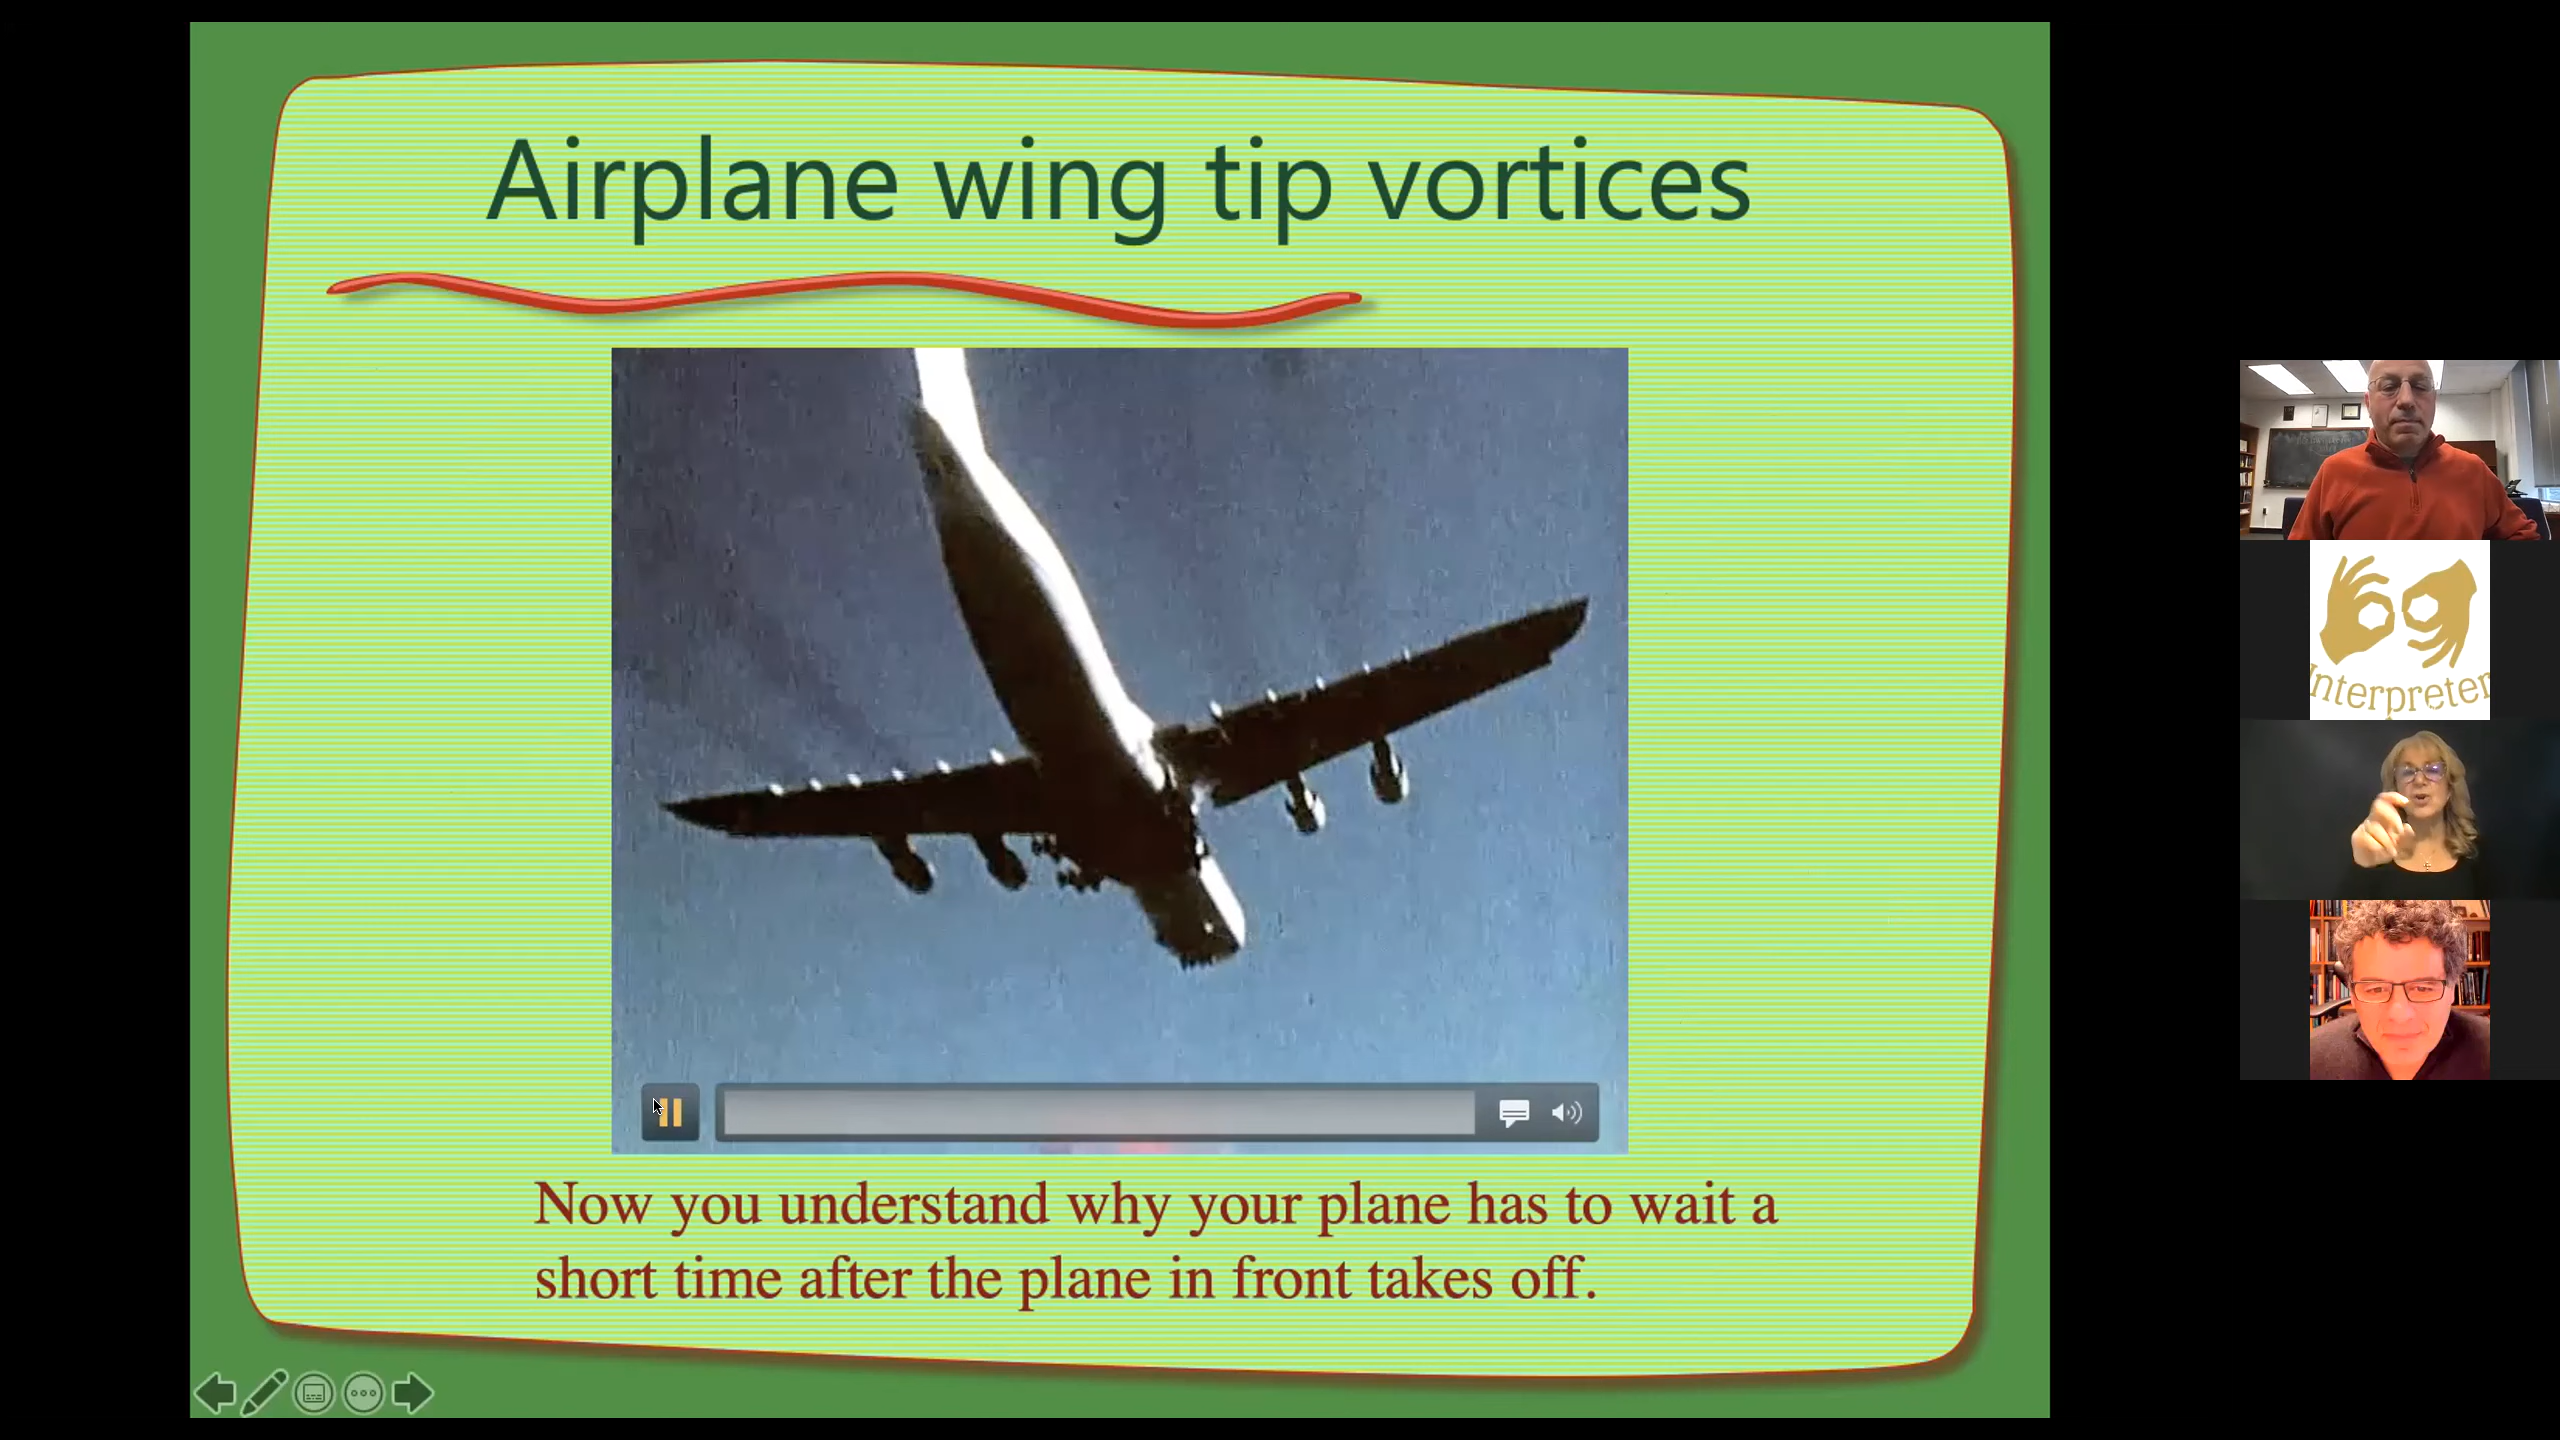 Airplane wing tip vortices
Now you understand why your plane has to wait a
short time after the plane in front takes off.
Interpreter